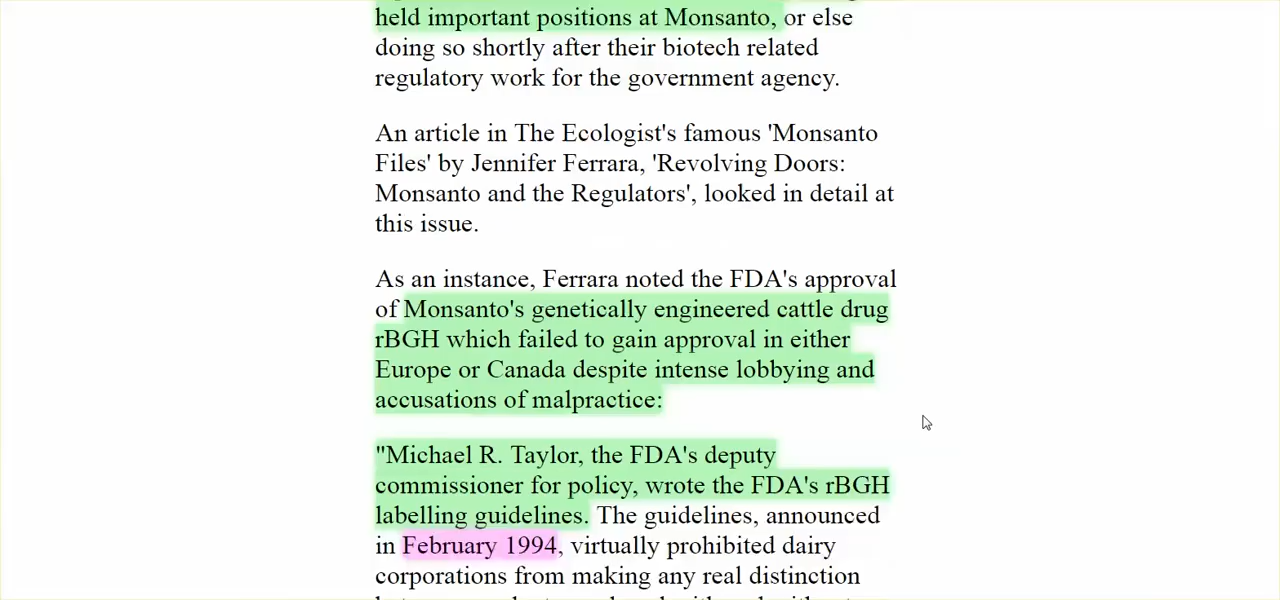 held important positions at Monsanto, or else
doing so shortly after their biotech related
regulatory work for the government agency.
An article in The Ecologist's famous 'Monsanto
Files' by Jennifer Ferrara, 'Revolving Doors:
Monsanto and the Regulators', looked in detail at
this issue.
As an instance, Ferrara noted the FDA's approval
of Monsanto's genetically engineered cattle drug
rBGH which failed to gain approval in either
Europe or Canada despite intense lobbying and
accusations of malpractice:
"Michael R. Taylor, the FDA's deputy
commissioner for policy, wrote the FDA's rBGH
labelling guidelines. The guidelines, announced
in February 1994, virtually prohibited dairy
corporations from making any real distinction